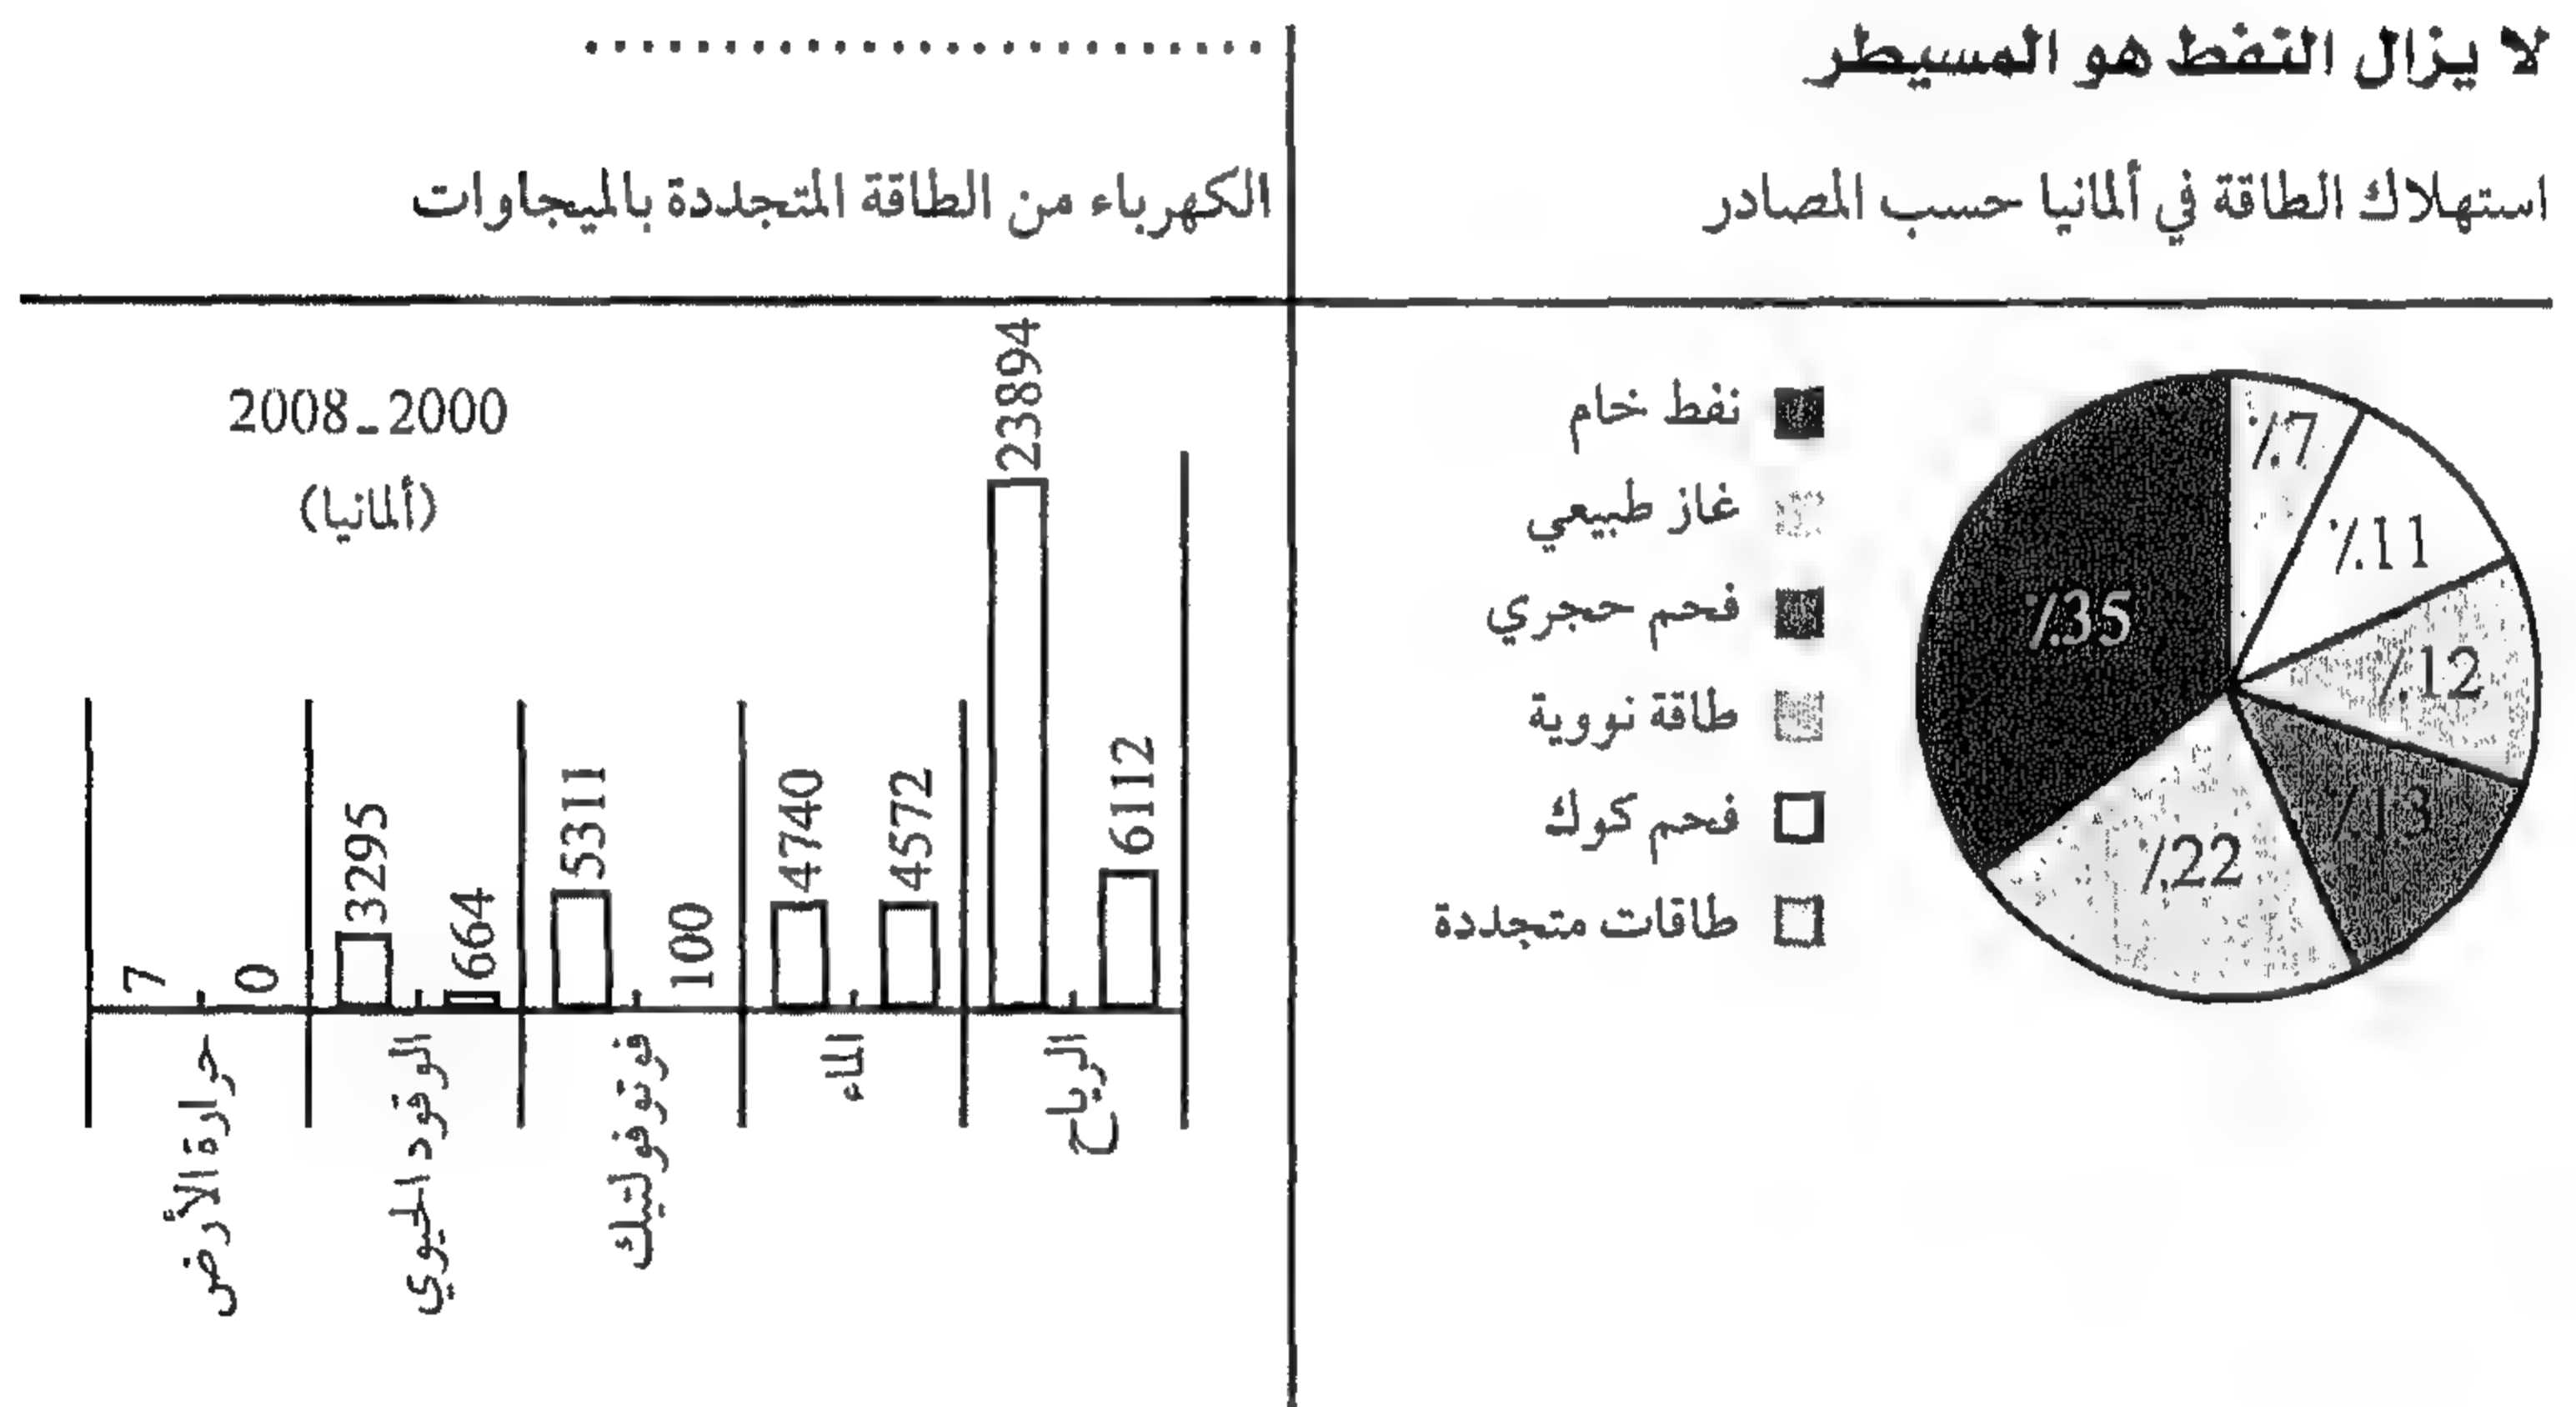 لا يزال النفط هو المسيطر
استهلاك الطاقة في ألمانيا حسب المصادر
نفط خام
غاز طبيعي
فحم حجري
طاقة نووية
فحم كوك
طاقات متجددة
٪7
٪11
٪12
٪13
٪22
٪35
........................
الكهرباء من الطاقة المتجددة بالميجاوات
2008_2000
(ألمانيا)
6112
23894
الرياح
4572
4740
الماء
100
5311
فوتوفولتيك
664
3295
الوقود الحيوي
0
7
حرارة الأرض